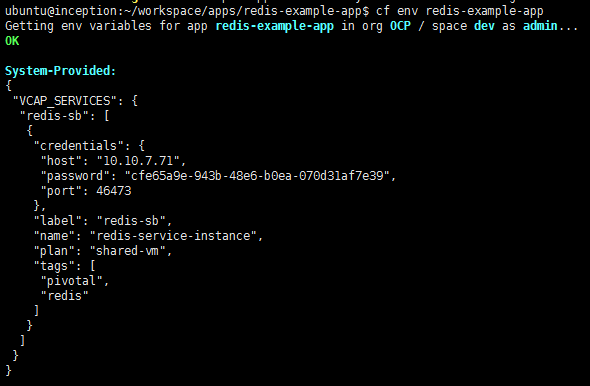 ubuntu@inception:~/workspace/apps/redis-example-app$ cf env redis-example-app
Getting env variables for app redis-example-app in org OCP / space dev as admin...
OK

System-Provided:
{
 "VCAP_SERVICES": {
  "redis-sb": [
   {
    "credentials": {
     "host": "10.10.7.71",
     "password": "cfe65a9e-943b-48e6-b0ea-070d31af7e39",
     "port": 46473
    },
    "label": "redis-sb",
    "name": "redis-service-instance",
    "plan": "shared-vm",
    "tags": [
     "pivotal",
     "redis"
    ]
   }
  ]
 }
}